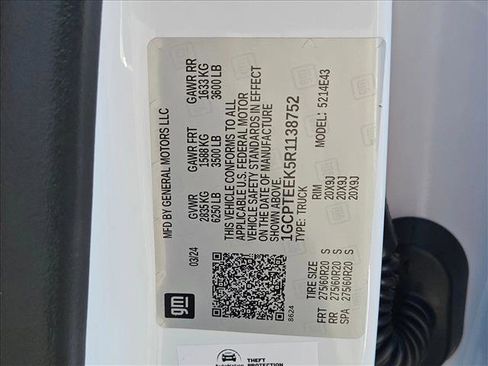 MFD BY GENERAL MOTORS LLC
03/24 GVWR GAWR FRT GAWR RR
2835 KG 1588 KG 1633 KG
6250 LB 3500 LB 3600 LB
THIS VEHICLE CONFORMS TO ALL
APPLICABLE U.S. FEDERAL MOTOR
VEHICLE SAFETY STANDARDS IN EFFECT
ON THE DATE OF MANUFACTURE
SHOWN ABOVE
1GCPTEEK5R1138752
TYPE: TRUCK MODEL: 5214E43
gm
8624
TIRE SIZE RIM
FRT 275/60R20 S 20X9J
RR 275/60R20 S 20X9J
SPA 275/60R20 S 20X9J
THEFT
PROTECTION